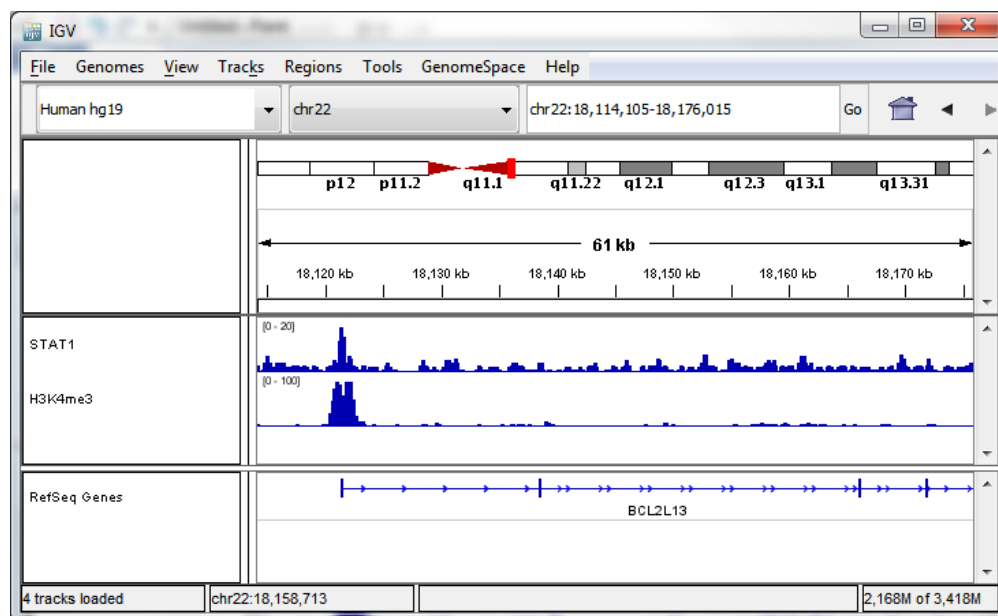 IGV
File Genomes View Tracks Regions Tools GenomeSpace Help
Human hg19 chr22 chr22:18,114,105-18,176,015 Go
p12 p11.2 q11.1 q11.22 q12.1 q12.3 q13.1 q13.31
61 kb
18,120 kb 18,130 kb 18,140 kb 18,150 kb 18,160 kb 18,170 kb
[0 - 20]
STAT1
[0 - 100]
H3K4me3
RefSeq Genes
BCL2L13
4 tracks loaded chr22:18,158,713 2,168M of 3,418M